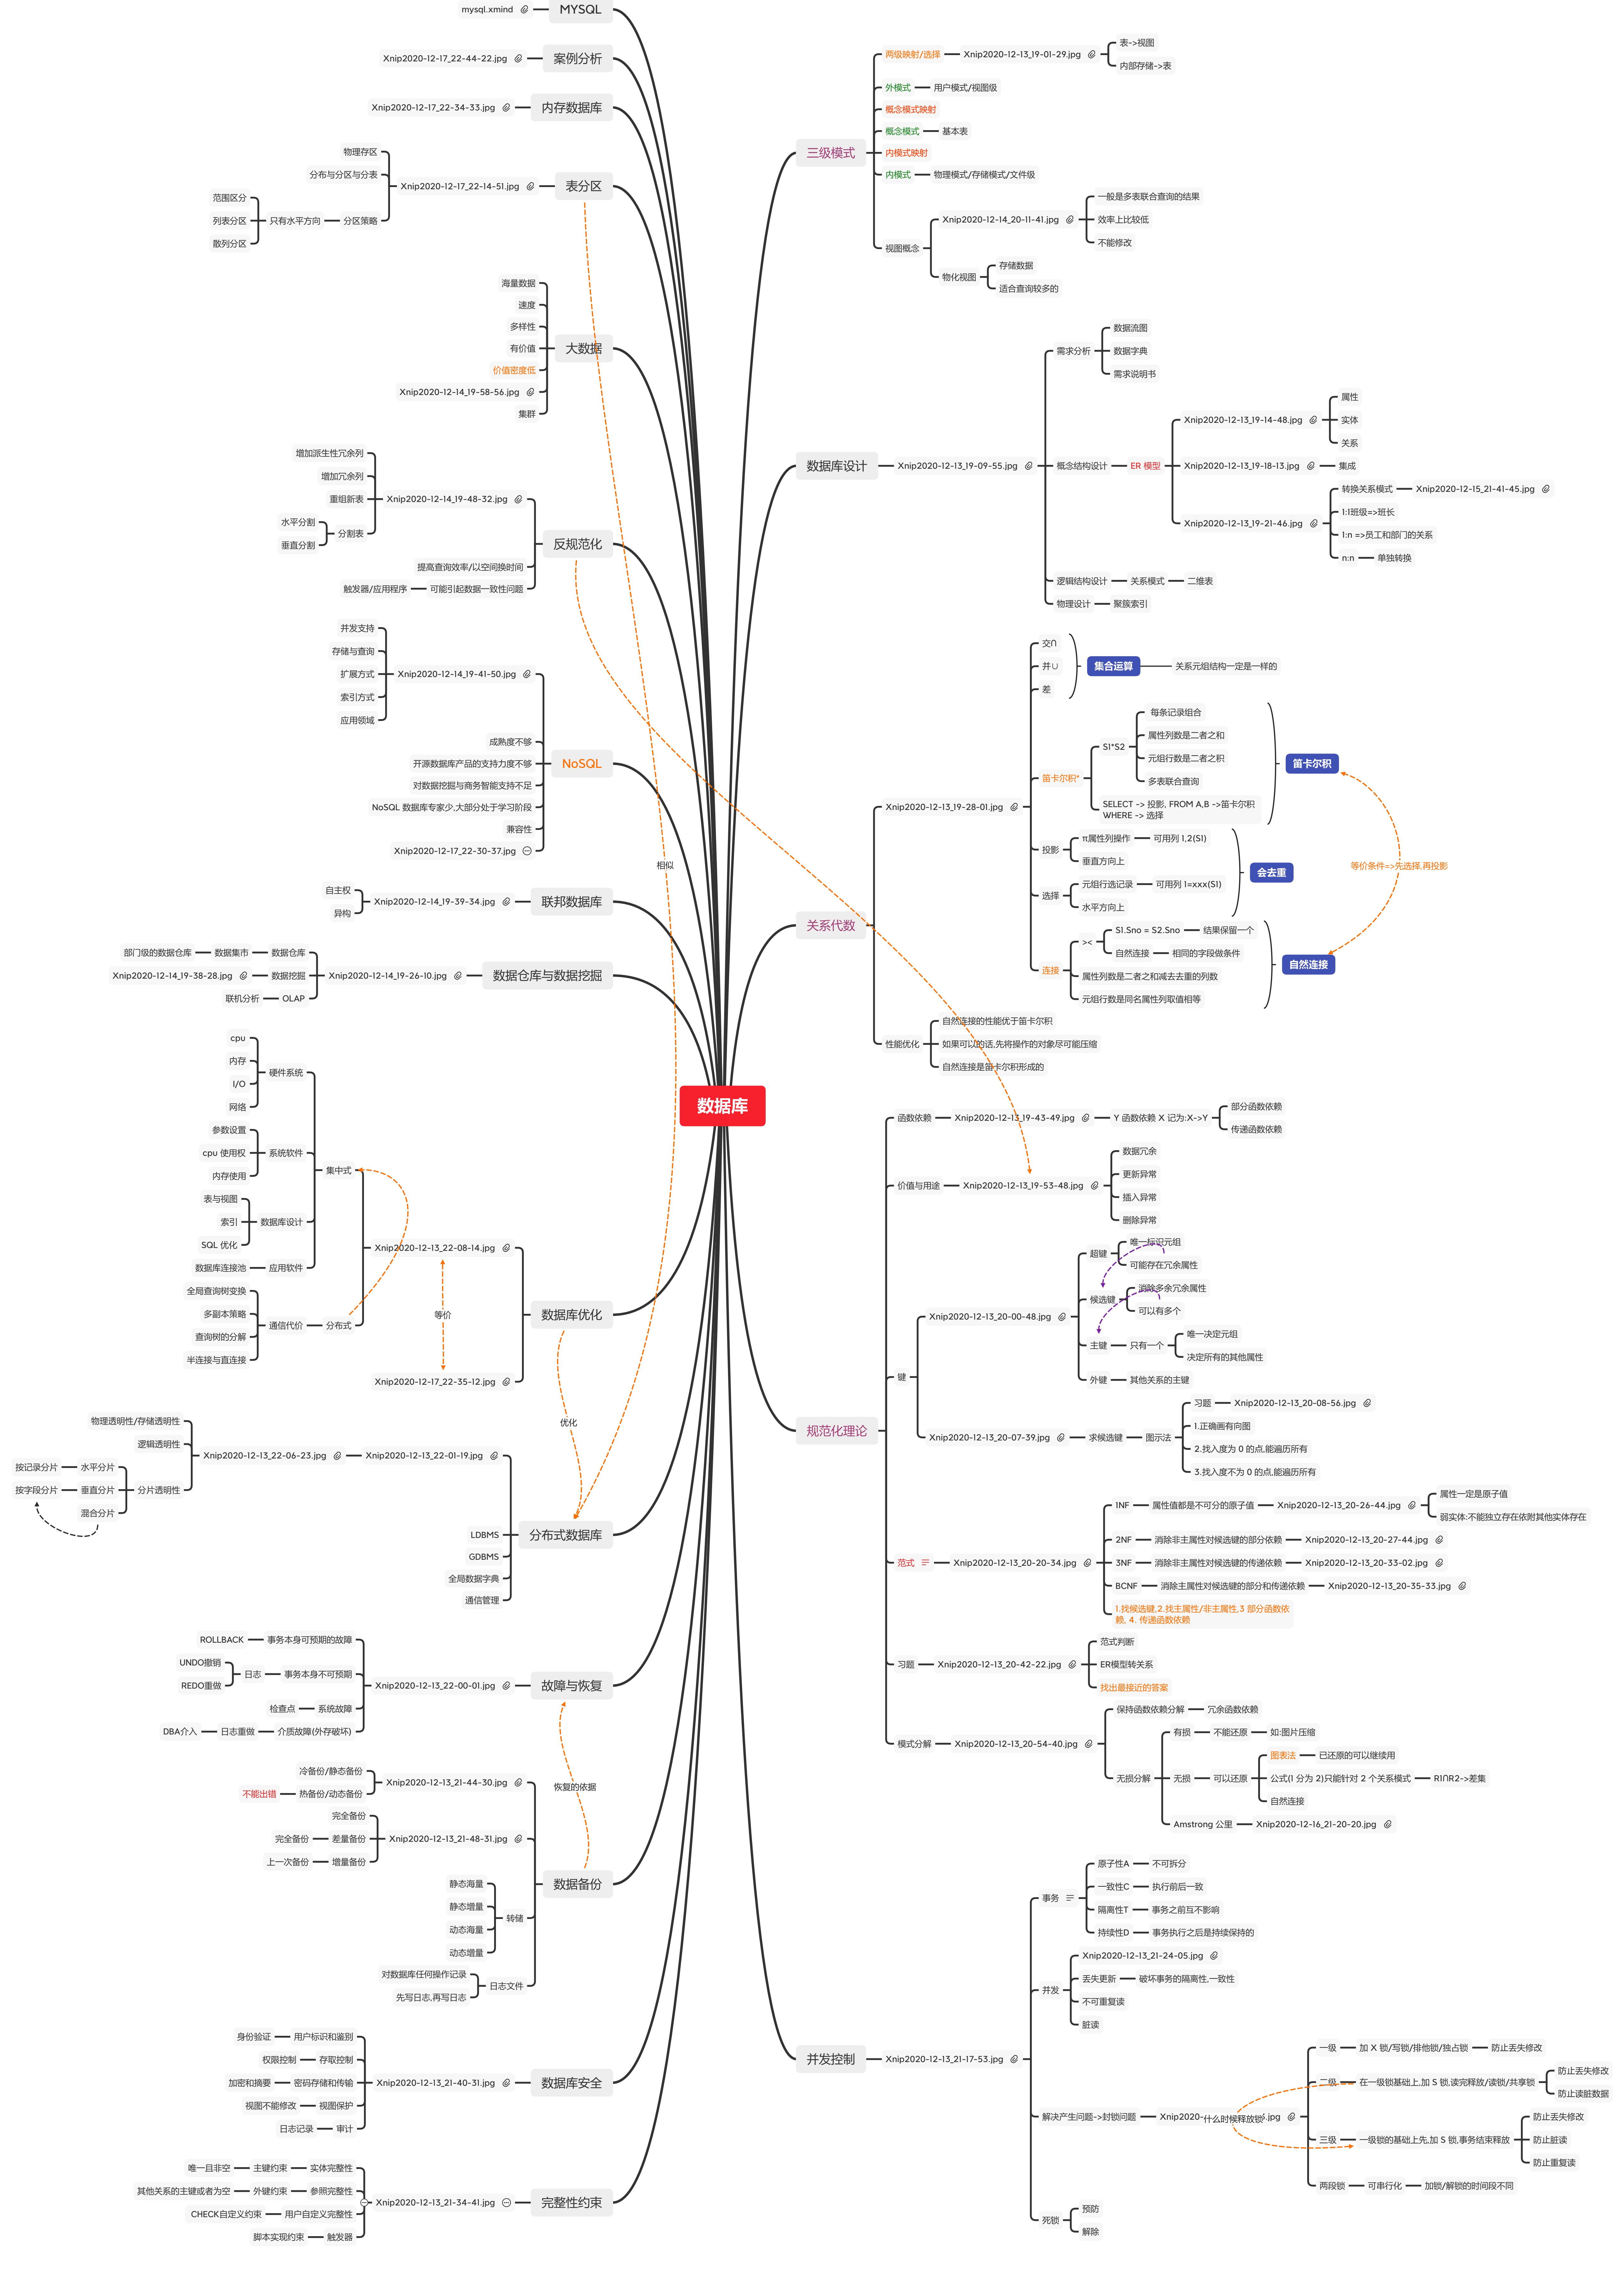 数据库
三级模式
两级映射/选择
Xnip2020-12-13_19-01-29.jpg
表->视图
内部存储->表
外模式
用户模式/视图级
概念模式映射
概念模式
基本表
内模式映射
内模式
物理模式/存储模式/文件级
视图概念
Xnip2020-12-14_20-11-41.jpg
一般是多表联合查询的结果
效率上比较低
不能修改
物化视图
存储数据
适合查询较多的
数据库设计
Xnip2020-12-13_19-09-55.jpg
需求分析
数据流图
数据字典
需求说明书
概念结构设计
ER 模型
Xnip2020-12-13_19-14-48.jpg
属性
实体
关系
Xnip2020-12-13_19-18-13.jpg
集成
Xnip2020-12-13_19-21-46.jpg
转换关系模式
Xnip2020-12-15_21-41-45.jpg
1:1班级=>班长
1:n =>员工和部门的关系
n:n
单独转换
逻辑结构设计
关系模式
二维表
物理设计
聚簇索引
关系代数
Xnip2020-12-13_19-28-01.jpg
交∩
并∪
差
集合运算
关系元组结构一定是一样的
笛卡尔积*
S1*S2
每条记录组合
属性列数是二者之和
元组行数是二者之积
多表联合查询
SELECT -> 投影, FROM A,B ->笛卡尔积
WHERE -> 选择
笛卡尔积
投影
π属性列操作
可用列 1,2(S1)
垂直方向上
选择
元组行选记录
可用列 1=xxx(S1)
水平方向上
会去重
连接
><
S1.Sno = S2.Sno
结果保留一个
自然连接
相同的字段做条件
属性列数是二者之和减去去重的列数
元组行数是同名属性列取值相等
自然连接
等价条件=>先选择,再投影
性能优化
自然连接的性能优于笛卡尔积
如果可以的话,先将操作的对象尽可能压缩
自然连接是笛卡尔积形成的
规范化理论
函数依赖
Xnip2020-12-13_19-43-49.jpg
Y 函数依赖 X 记为:X->Y
部分函数依赖
传递函数依赖
价值与用途
Xnip2020-12-13_19-53-48.jpg
数据冗余
更新异常
插入异常
删除异常
键
Xnip2020-12-13_20-00-48.jpg
超键
唯一标识元组
可能存在冗余属性
候选键
消除多余冗余属性
可以有多个
主键
只有一个
唯一决定元组
决定所有的其他属性
外键
其他关系的主键
Xnip2020-12-13_20-07-39.jpg
求候选键
图示法
习题
Xnip2020-12-13_20-08-56.jpg
1.正确画有向图
2.找入度为 0 的点,能遍历所有
3.找入度不为 0 的点,能遍历所有
范式
Xnip2020-12-13_20-20-34.jpg
1NF
属性值都是不可分的原子值
Xnip2020-12-13_20-26-44.jpg
属性一定是原子值
弱实体:不能独立存在依附其他实体存在
2NF
消除非主属性对候选键的部分依赖
Xnip2020-12-13_20-27-44.jpg
3NF
消除非主属性对候选键的传递依赖
Xnip2020-12-13_20-33-02.jpg
BCNF
消除主属性对候选键的部分和传递依赖
Xnip2020-12-13_20-35-33.jpg
1.找候选键,2.找主属性/非主属性,3 部分函数依
赖, 4. 传递函数依赖
习题
Xnip2020-12-13_20-42-22.jpg
范式判断
ER模型转关系
找出最接近的答案
模式分解
Xnip2020-12-13_20-54-40.jpg
保持函数依赖分解
冗余函数依赖
无损分解
有损
不能还原
如:图片压缩
无损
可以还原
图表法
已还原的可以继续用
公式(1 分为 2)只能针对 2 个关系模式
R1∩R2->差集
自然连接
Amstrong 公里
Xnip2020-12-16_21-20-20.jpg
并发控制
Xnip2020-12-13_21-17-53.jpg
事务
原子性A
不可拆分
一致性C
执行前后一致
隔离性T
事务之前互不影响
持续性D
事务执行之后是持续保持的
并发
Xnip2020-12-13_21-24-05.jpg
丢失更新
破坏事务的隔离性,一致性
不可重复读
脏读
解决产生问题->封锁问题
什么时候释放锁
一级
加 X 锁/写锁/排他锁/独占锁
防止丢失修改
二级
在一级锁基础上,加 S 锁,读完释放/读锁/共享锁
防止丢失修改
防止读脏数据
三级
一级锁的基础上先,加 S 锁,事务结束释放
防止丢失修改
防止脏读
防止重复读
两段锁
可串行化
加锁/解锁的时间段不同
死锁
预防
解除
MYSQL
mysql.xmind
案例分析
Xnip2020-12-17_22-44-22.jpg
内存数据库
Xnip2020-12-17_22-34-33.jpg
表分区
Xnip2020-12-17_22-14-51.jpg
物理存区
分布与分区与分表
分区策略
只有水平方向
范围区分
列表分区
散列分区
大数据
海量数据
速度
多样性
有价值
价值密度低
Xnip2020-12-14_19-58-56.jpg
集群
反规范化
Xnip2020-12-14_19-48-32.jpg
增加派生性冗余列
增加冗余列
重组新表
分割表
水平分割
垂直分割
提高查询效率/以空间换时间
可能引起数据一致性问题
触发器/应用程序
NoSQL
Xnip2020-12-14_19-41-50.jpg
并发支持
存储与查询
扩展方式
索引方式
应用领域
成熟度不够
开源数据库产品的支持力度不够
对数据挖掘与商务智能支持不足
NoSQL 数据库专家少,大部分处于学习阶段
兼容性
Xnip2020-12-17_22-30-37.jpg
相似
联邦数据库
Xnip2020-12-14_19-39-34.jpg
自主权
异构
数据仓库与数据挖掘
Xnip2020-12-14_19-26-10.jpg
数据仓库
数据集市
部门级的数据仓库
数据挖掘
Xnip2020-12-14_19-38-28.jpg
OLAP
联机分析
数据库优化
Xnip2020-12-13_22-08-14.jpg
集中式
硬件系统
cpu
内存
I/O
网络
系统软件
参数设置
cpu 使用权
内存使用
数据库设计
表与视图
索引
SQL 优化
应用软件
数据库连接池
分布式
通信代价
全局查询树变换
多副本策略
查询树的分解
半连接与直连接
等价
Xnip2020-12-17_22-35-12.jpg
优化
分布式数据库
Xnip2020-12-13_22-01-19.jpg
Xnip2020-12-13_22-06-23.jpg
物理透明性/存储透明性
逻辑透明性
分片透明性
水平分片
按记录分片
垂直分片
按字段分片
混合分片
LDBMS
GDBMS
全局数据字典
通信管理
故障与恢复
Xnip2020-12-13_22-00-01.jpg
事务本身可预期的故障
ROLLBACK
事务本身不可预期
日志
UNDO撤销
REDO重做
系统故障
检查点
介质故障(外存破坏)
日志重做
DBA介入
恢复的依据
数据备份
Xnip2020-12-13_21-44-30.jpg
冷备份/静态备份
热备份/动态备份
不能出错
Xnip2020-12-13_21-48-31.jpg
完全备份
差量备份
完全备份
增量备份
上一次备份
转储
静态海量
静态增量
动态海量
动态增量
日志文件
对数据库任何操作记录
先写日志,再写日志
数据库安全
Xnip2020-12-13_21-40-31.jpg
用户标识和鉴别
身份验证
存取控制
权限控制
密码存储和传输
加密和摘要
视图保护
视图不能修改
审计
日志记录
完整性约束
Xnip2020-12-13_21-34-41.jpg
实体完整性
主键约束
唯一且非空
参照完整性
外键约束
其他关系的主键或者为空
用户自定义完整性
CHECK自定义约束
触发器
脚本实现约束